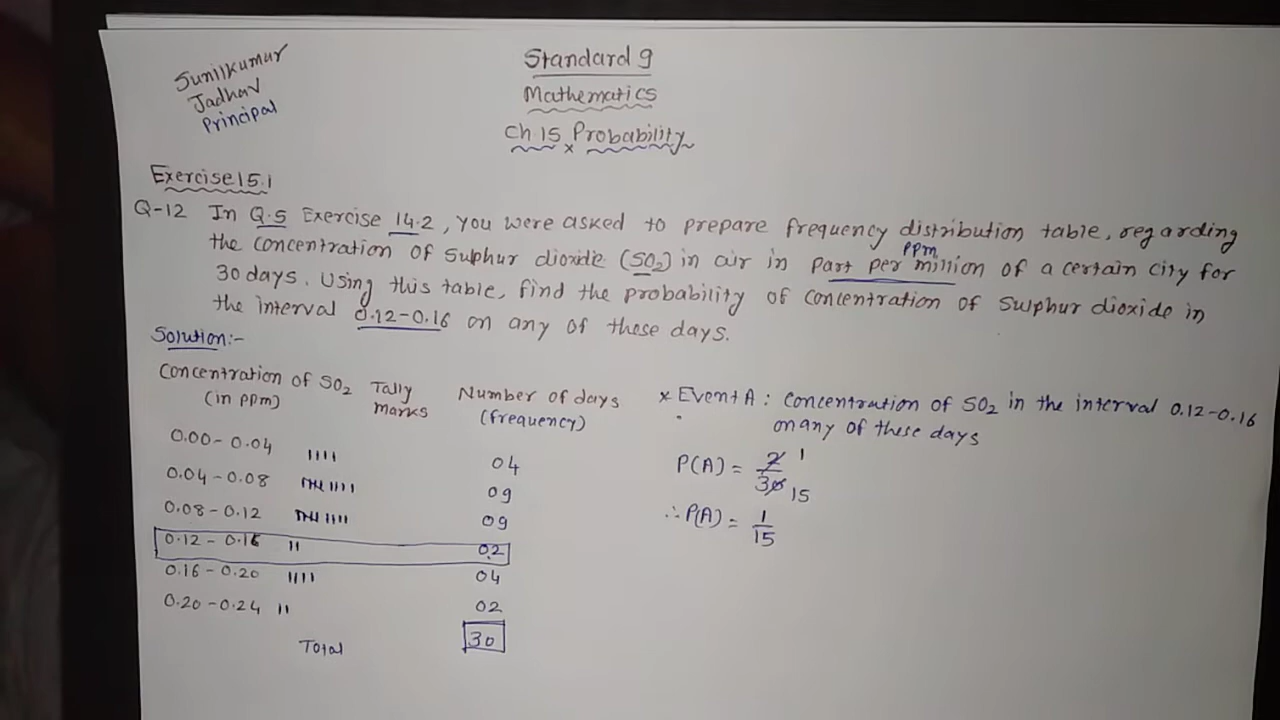 Sunilkumar
Jadhav
Principal
Standard 9
Mathematics
Ch 15 x Probability
Exercise 15.1
Q-12 In Q.5 Exercise 14.2, you were asked to prepare frequency distribution table, regarding
the concentration of Sulphur dioxide (SO2) in air in part per million of a certain city for
ppm
30 days. Using this table, find the probability of concentration of Sulphur dioxide in
the interval 0.12-0.16 on any of these days.
Solution:-
Concentration of SO2 (in ppm) Tally marks Number of days (frequency)
0.00-0.04 |||| 04
0.04-0.08 𝍸 |||| 09
0.08-0.12 𝍸 |||| 09
0.12-0.16 || 02
0.16-0.20 |||| 04
0.20-0.24 || 02
Total 30
x Event A: Concentration of SO2 in the interval 0.12-0.16
on any of these days
P(A) = 2/30 1 15
∴ P(A) = 1/15